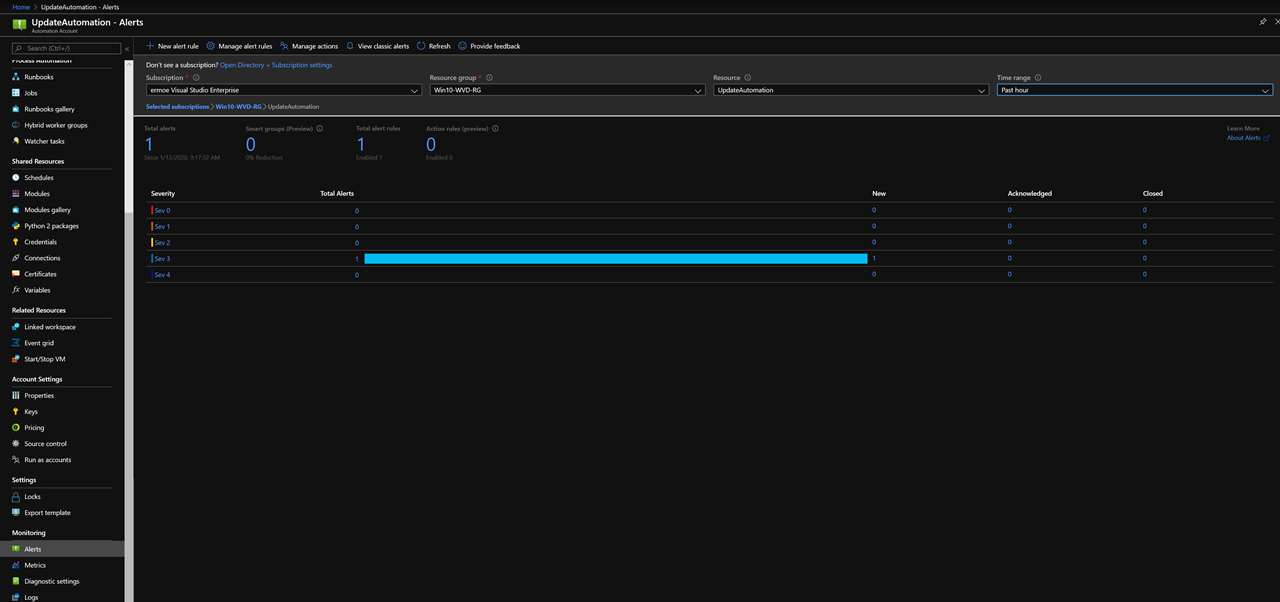 Home > UpdateAutomation - Alerts
UpdateAutomation - Alerts
Automation Account
Search (Ctrl+/)
Process Automation
Runbooks
Jobs
Runbooks gallery
Hybrid worker groups
Watcher tasks
Shared Resources
Schedules
Modules
Modules gallery
Python 2 packages
Credentials
Connections
Certificates
Variables
Related Resources
Linked workspace
Event grid
Start/Stop VM
Account Settings
Properties
Keys
Pricing
Source control
Run as accounts
Settings
Locks
Export template
Monitoring
Alerts
Metrics
Diagnostic settings
Logs
New alert rule Manage alert rules Manage actions View classic alerts Refresh Provide feedback
Don't see a subscription? Open Directory + Subscription settings
Subscription * Resource group * Resource Time range
ermoe Visual Studio Enterprise Win10-WVD-RG UpdateAutomation Past hour
Selected subscriptions > Win10-WVD-RG > UpdateAutomation
Total alerts Smart groups (Preview) Total alert rules Action rules (preview) Learn More
1 0 1 0 About Alerts
Since 1/12/2020, 9:17:32 AM 0% Reduction Enabled 1 Enabled 0
Severity Total Alerts New Acknowledged Closed
Sev 0 0 0 0 0
Sev 1 0 0 0 0
Sev 2 0 0 0 0
Sev 3 1 1 0 0
Sev 4 0 0 0 0